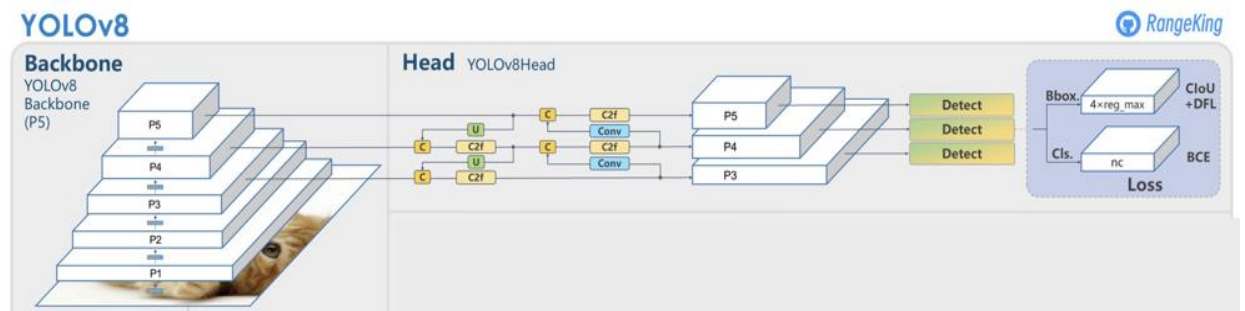 YOLOv8
RangeKing
Backbone
YOLOv8
Backbone
(P5)
P5
P4
P3
P2
P1
Head YOLOv8Head
C
C2f
U
Conv
C
C2f
C
C2f
U
Conv
C
C2f
P5
P4
P3
Detect
Detect
Detect
Bbox.
4×reg_max
CIoU
+DFL
Cls.
nc
BCE
Loss